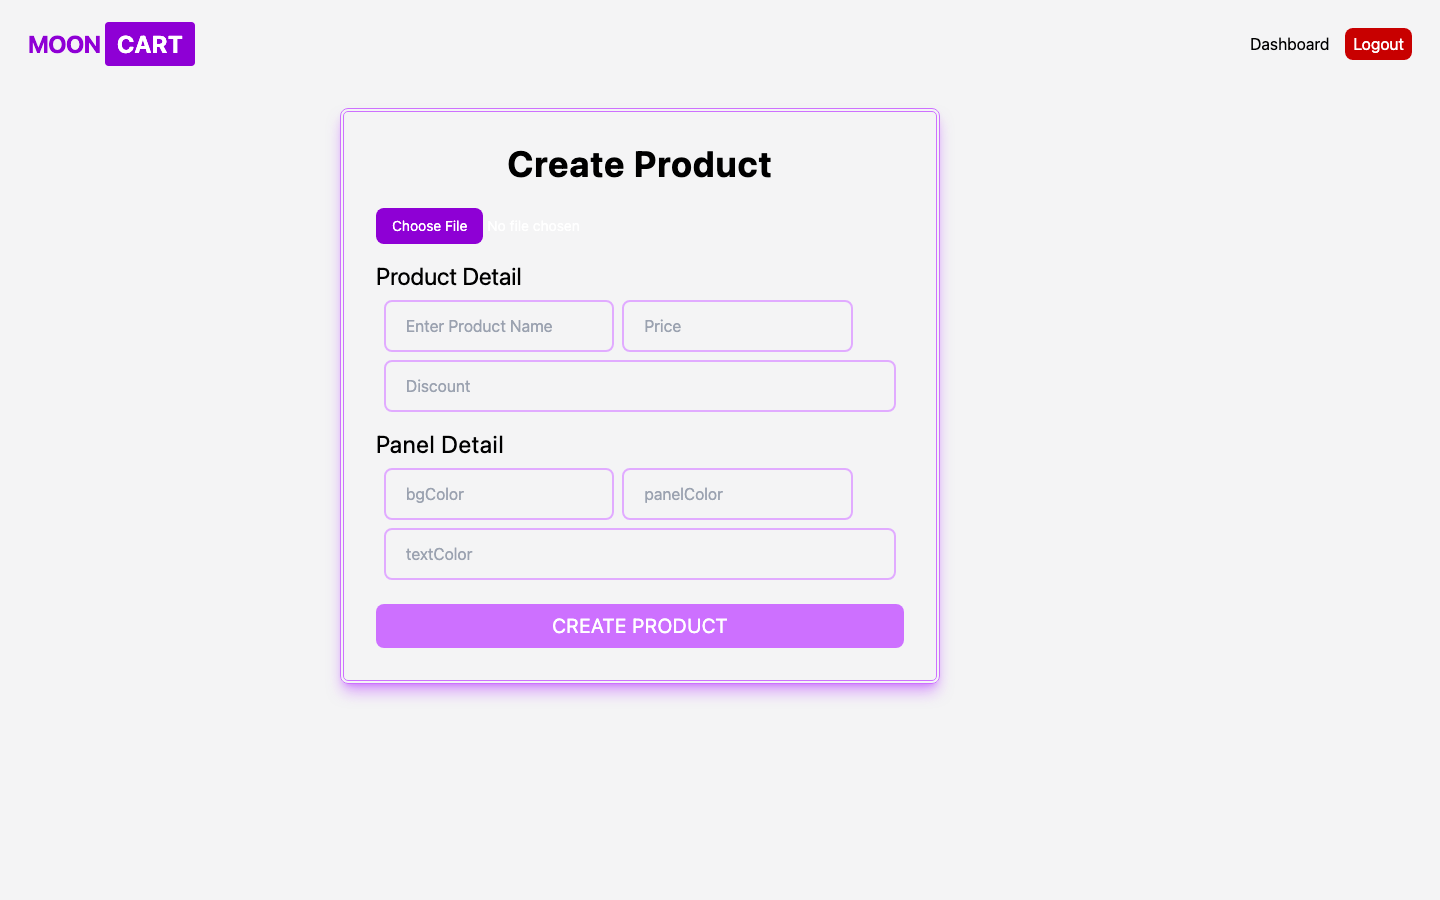 MOON CART
Dashboard Logout
Create Product
Choose File No file chosen
Product Detail
Enter Product Name Price
Discount
Panel Detail
bgColor panelColor
textColor
CREATE PRODUCT